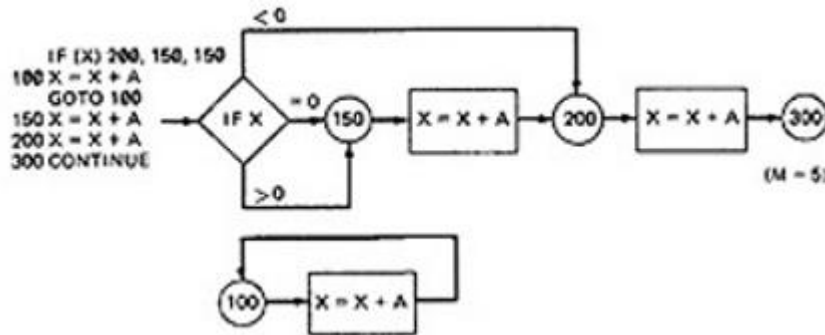 IF (X) 200, 150, 150
100 X = X + A
GOTO 100
150 X = X + A
200 X = X + A
300 CONTINUE
< 0
IF X
= 0
150
X = X + A
200
X = X + A
300
> 0
(M = 5)
100
X = X + A